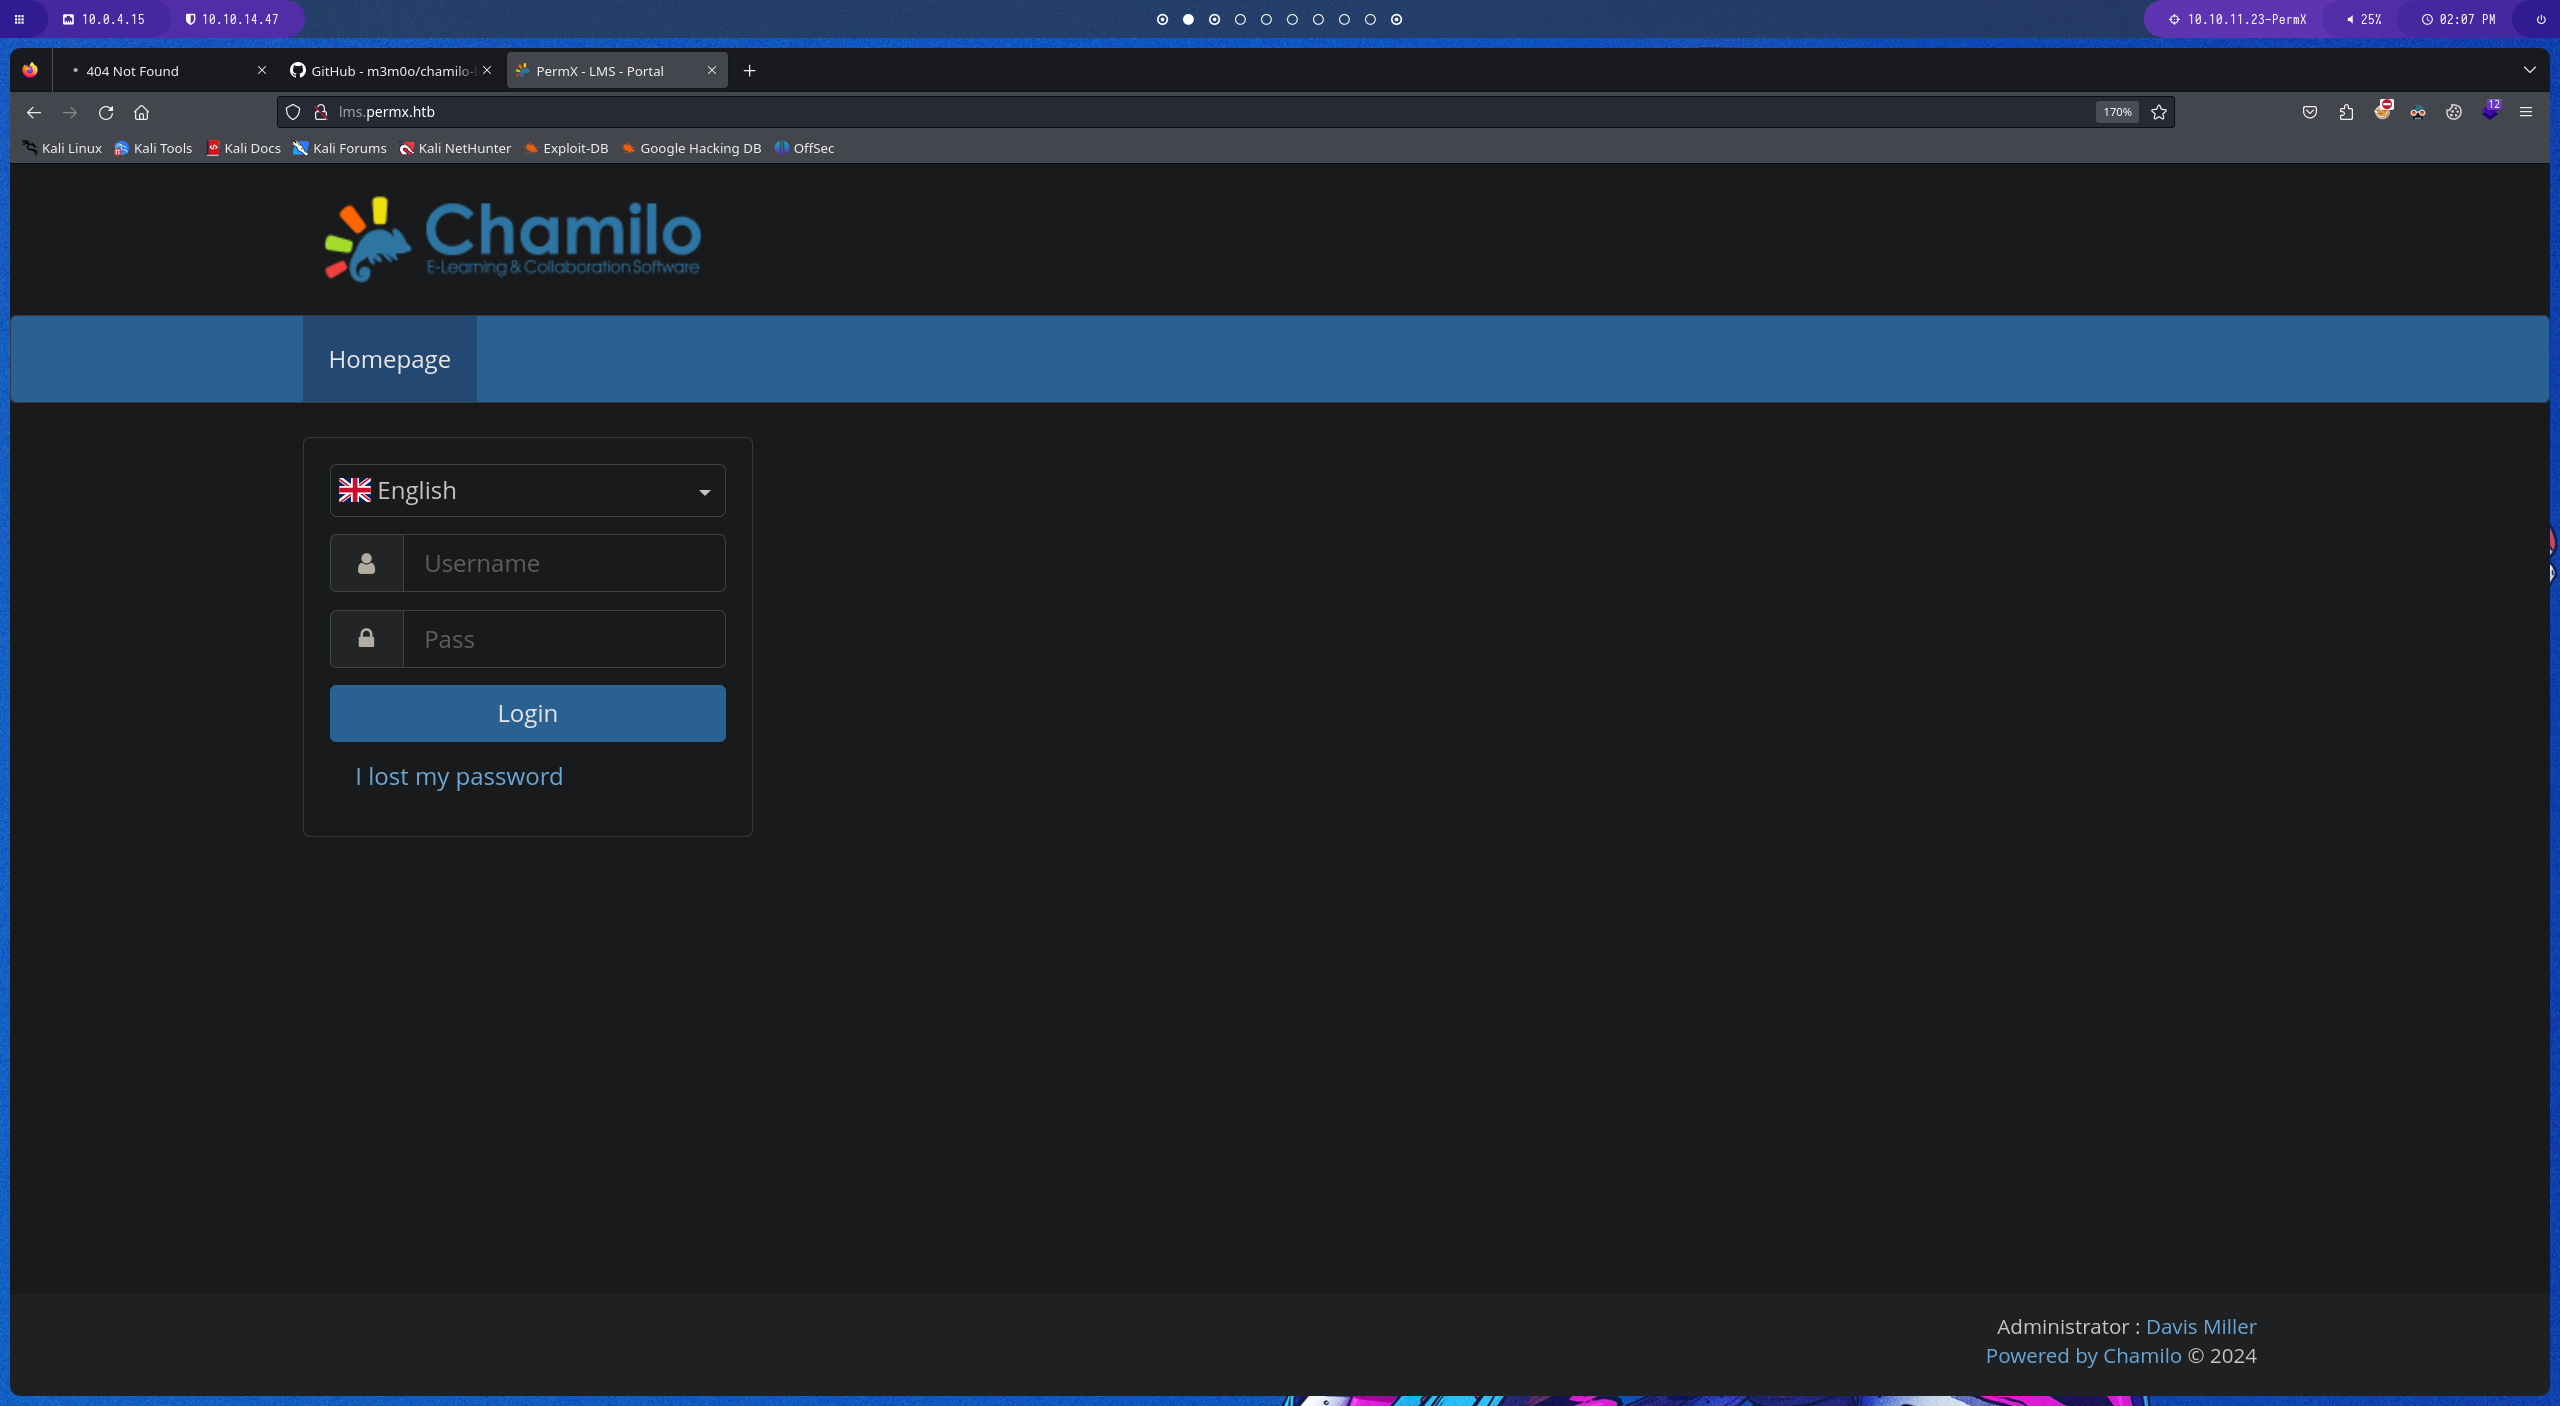 10.0.4.15 10.10.14.47 10.10.11.23-PermX 25% 02:07 PM
404 Not Found GitHub - m3m0o/chamilo-l PermX - LMS - Portal
lms.permx.htb 170% 12
Kali Linux Kali Tools Kali Docs Kali Forums Kali NetHunter Exploit-DB Google Hacking DB OffSec
Chamilo
E-Learning & Collaboration Software
Homepage
English
Username
Pass
Login
I lost my password
Administrator : Davis Miller
Powered by Chamilo © 2024